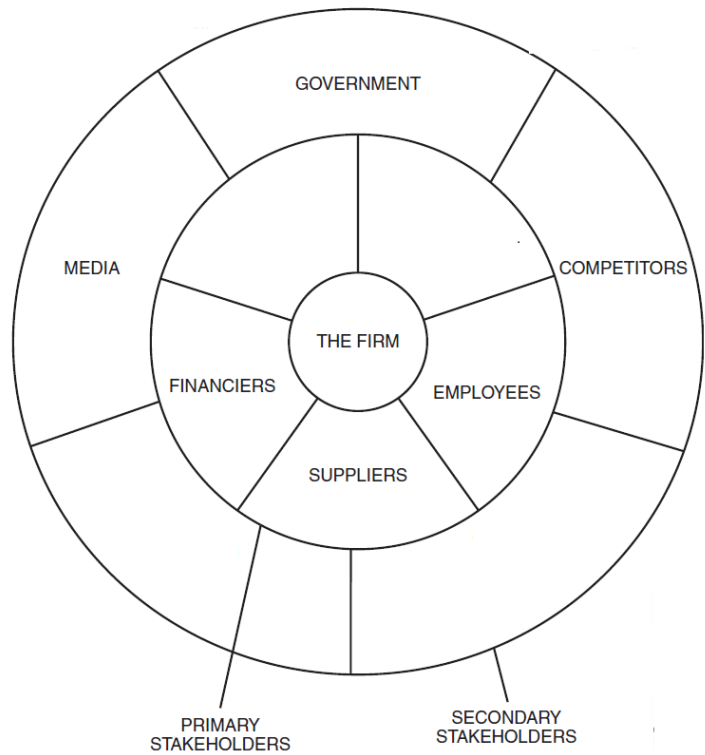 GOVERNMENT
MEDIA
COMPETITORS
THE FIRM
FINANCIERS
EMPLOYEES
SUPPLIERS
PRIMARY
STAKEHOLDERS
SECONDARY
STAKEHOLDERS